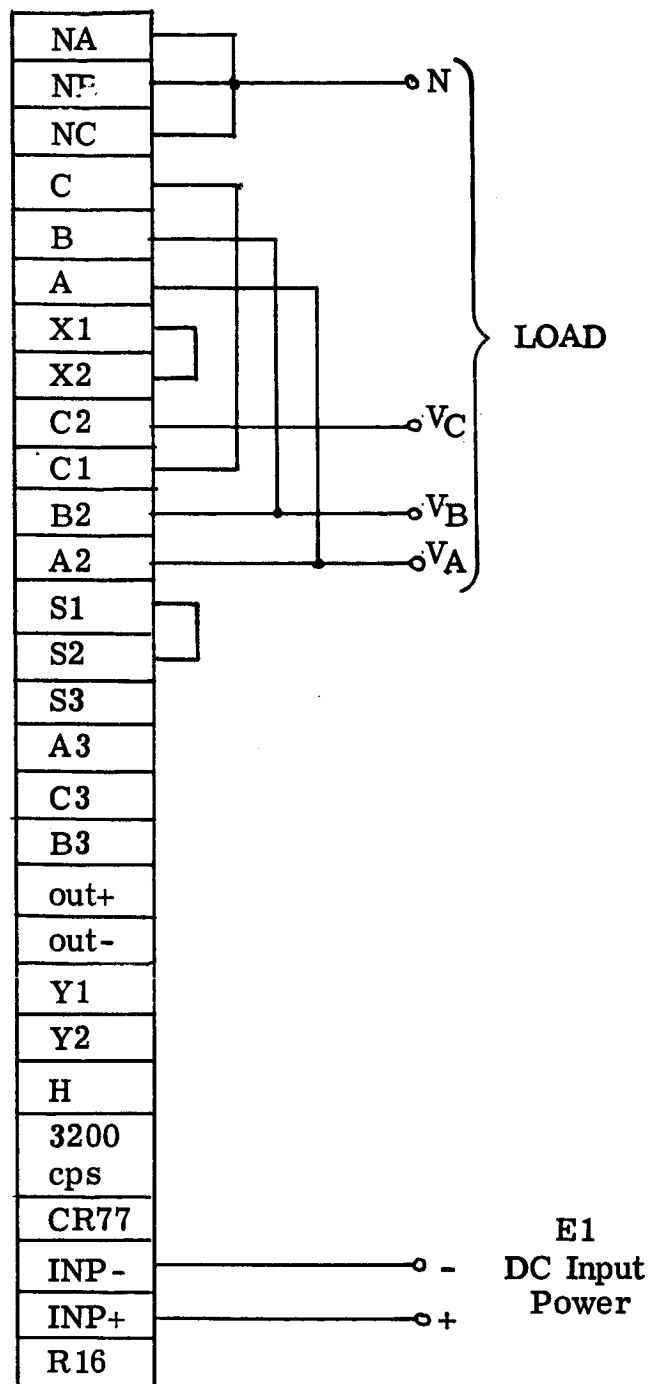 NA
NC
C
B
A
X1
X2
C2
C1
B2
A2
S1
S2
S3
A3
C3
B3
out+
out-
Y1
Y2
H
3200
cps
CR77
INP-
INP+
R16
N
LOAD
VC
VB
VA
E1
- DC Input
+ Power